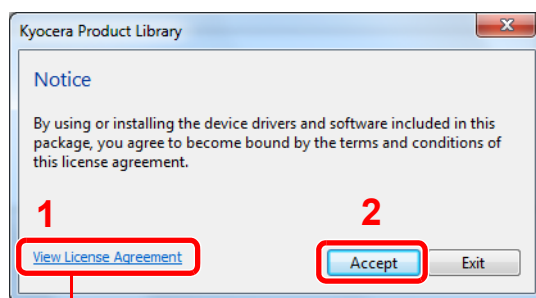 Kyocera Product Library
Notice
By using or installing the device drivers and software included in this
package, you agree to become bound by the terms and conditions of
this license agreement.
1
2
View License Agreement
Accept
Exit